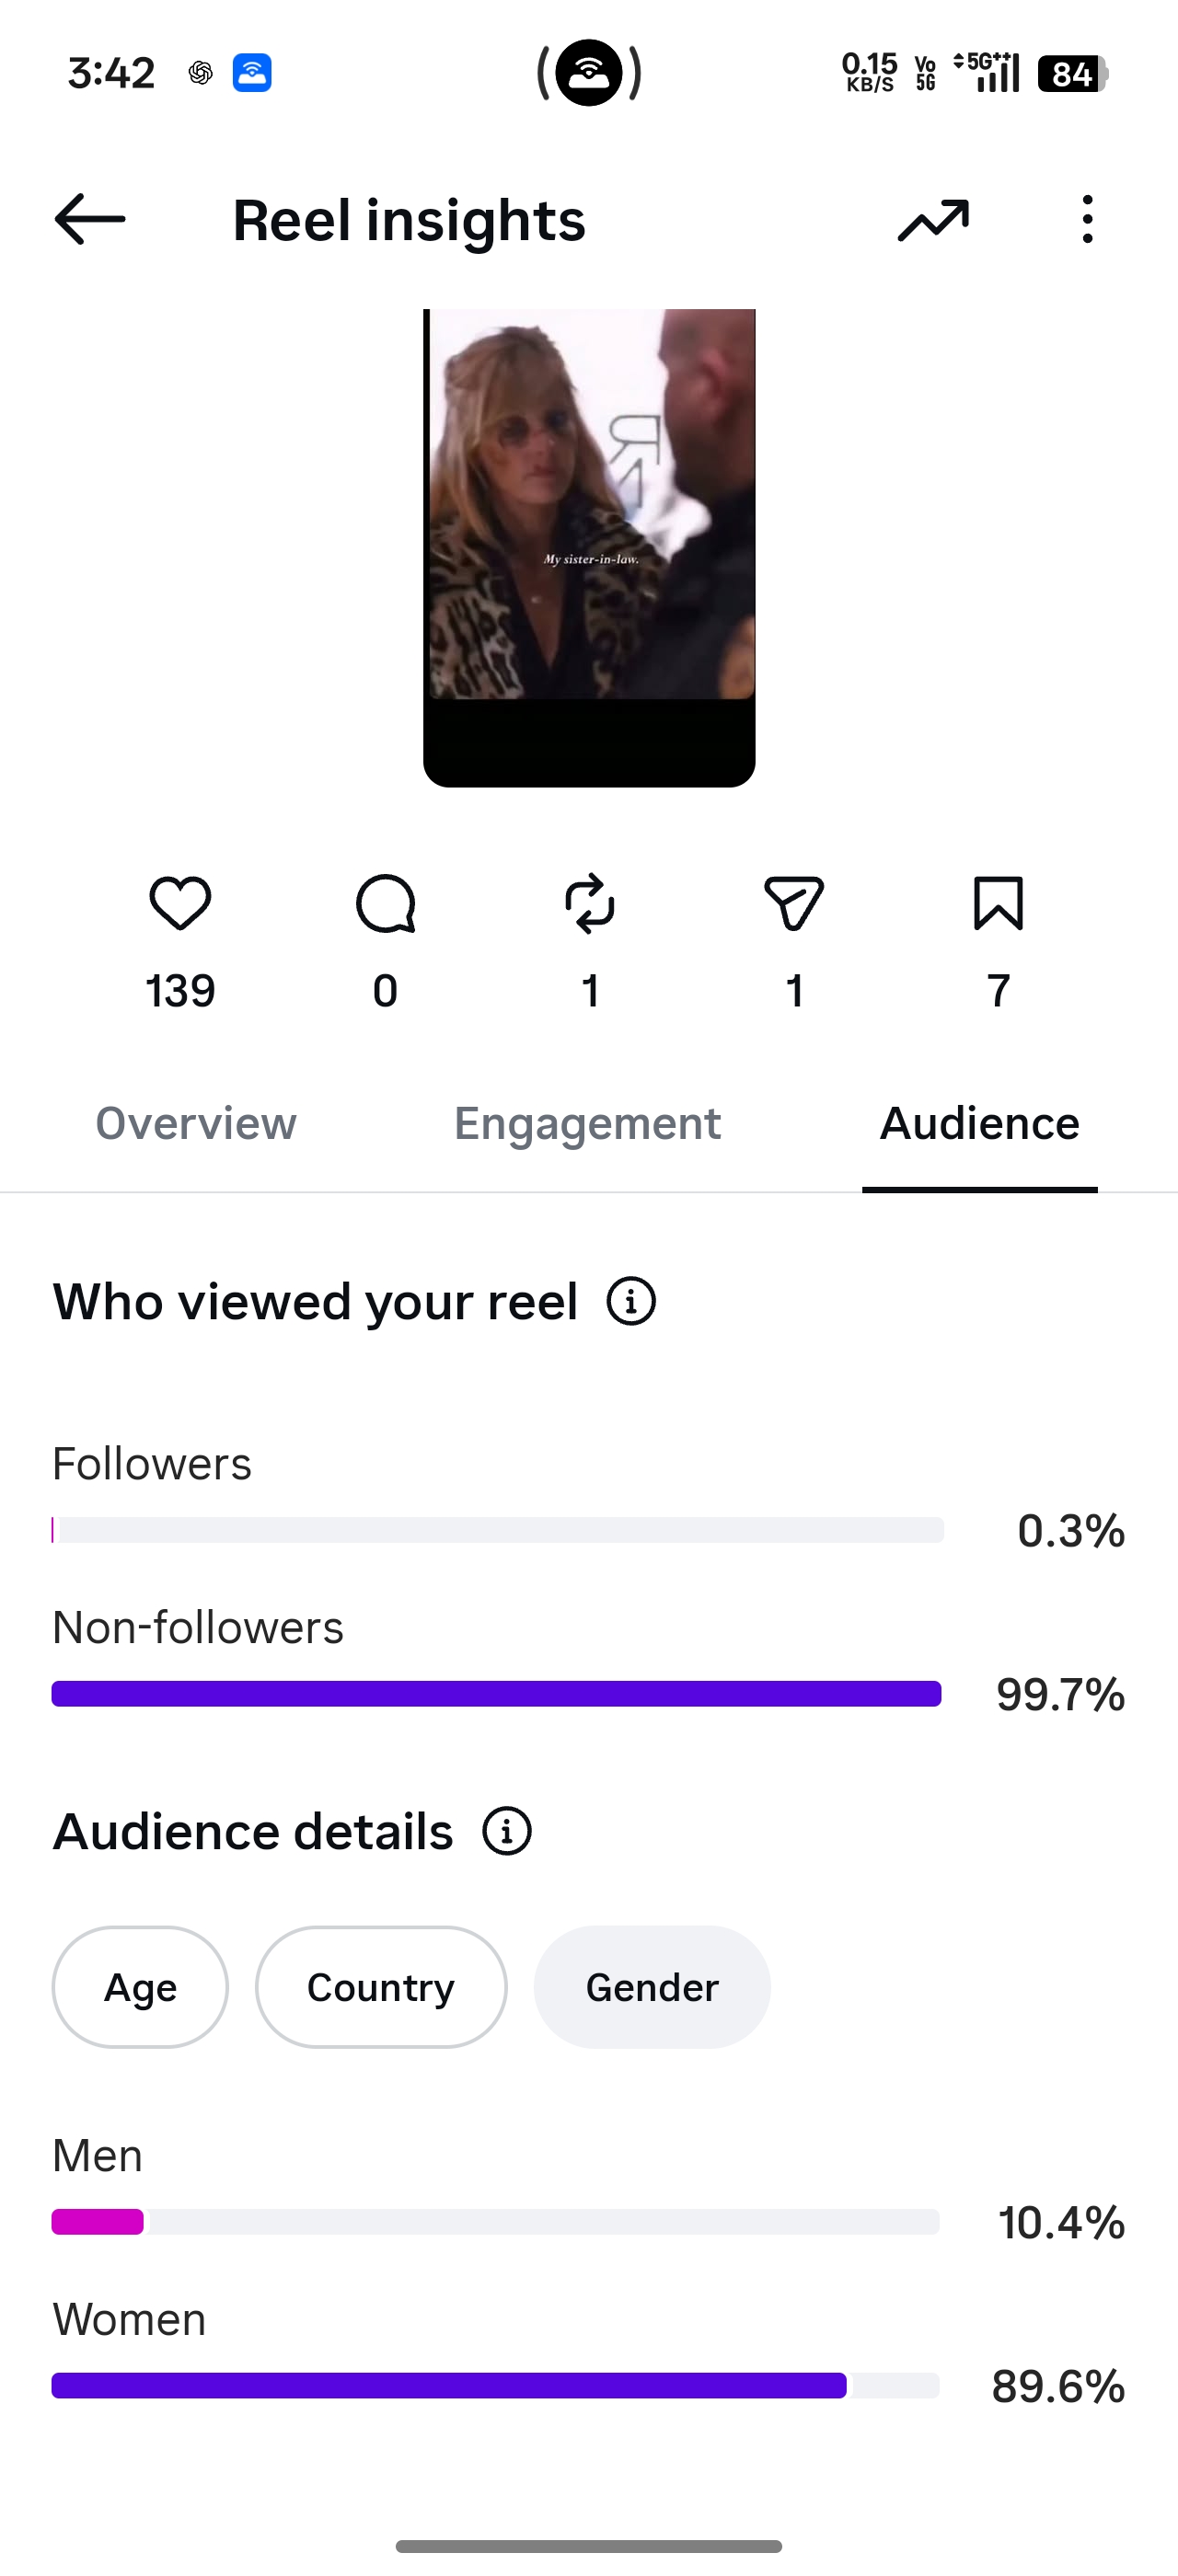 3:42
0.15
KB/S
Vo
5G
5G++
84
Reel insights
My sister-in-law.
139
0
1
1
7
Overview
Engagement
Audience
Who viewed your reel
Followers
0.3%
Non-followers
99.7%
Audience details
Age
Country
Gender
Men
10.4%
Women
89.6%